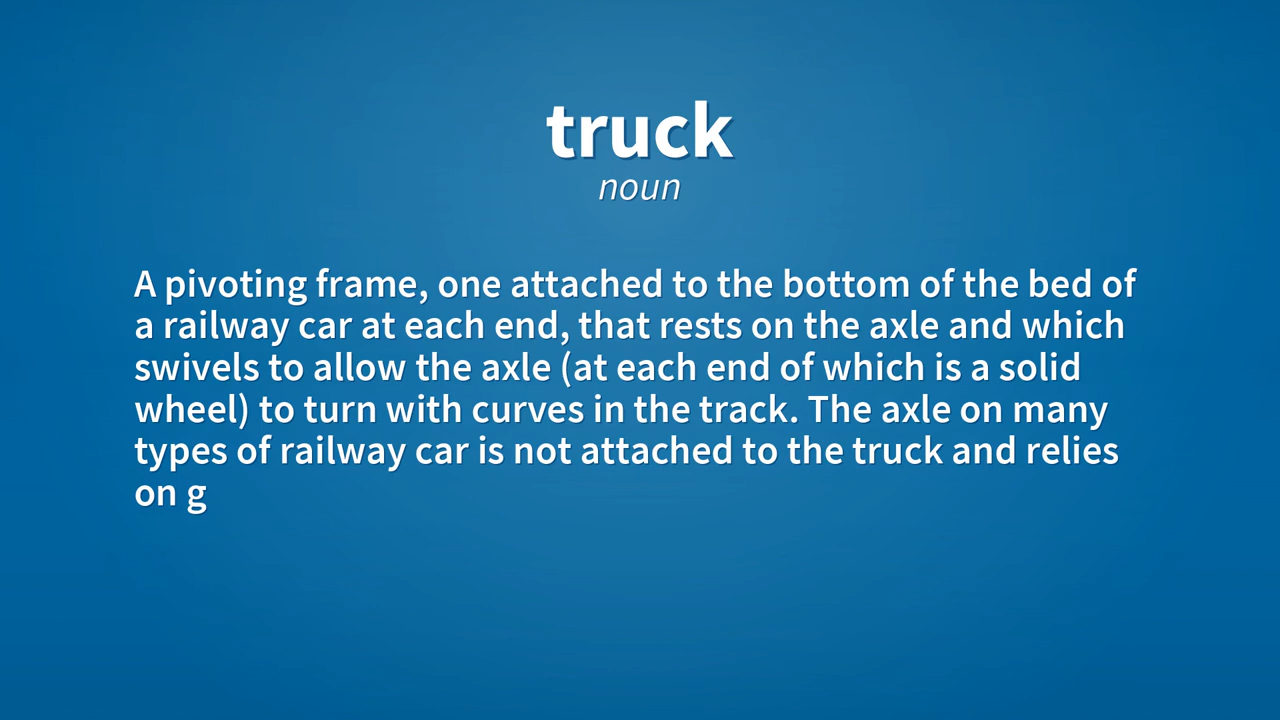 truck
noun
A pivoting frame, one attached to the bottom of the bed of
a railway car at each end, that rests on the axle and which
swivels to allow the axle (at each end of which is a solid
wheel) to turn with curves in the track. The axle on many
types of railway car is not attached to the truck and relies
on g